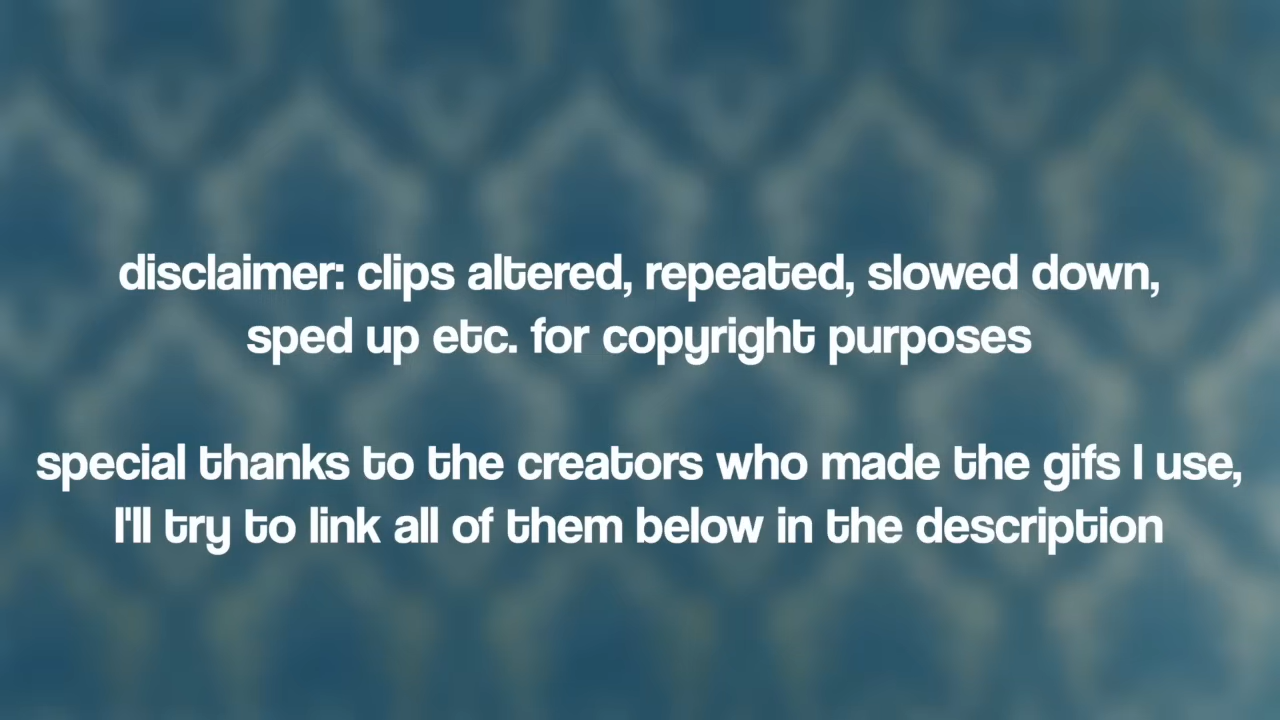 disclaimer: clips altered, repeated, slowed down,
sped up etc. for copyright purposes
special thanks to the creators who made the gifs I use,
I'll try to link all of them below in the description